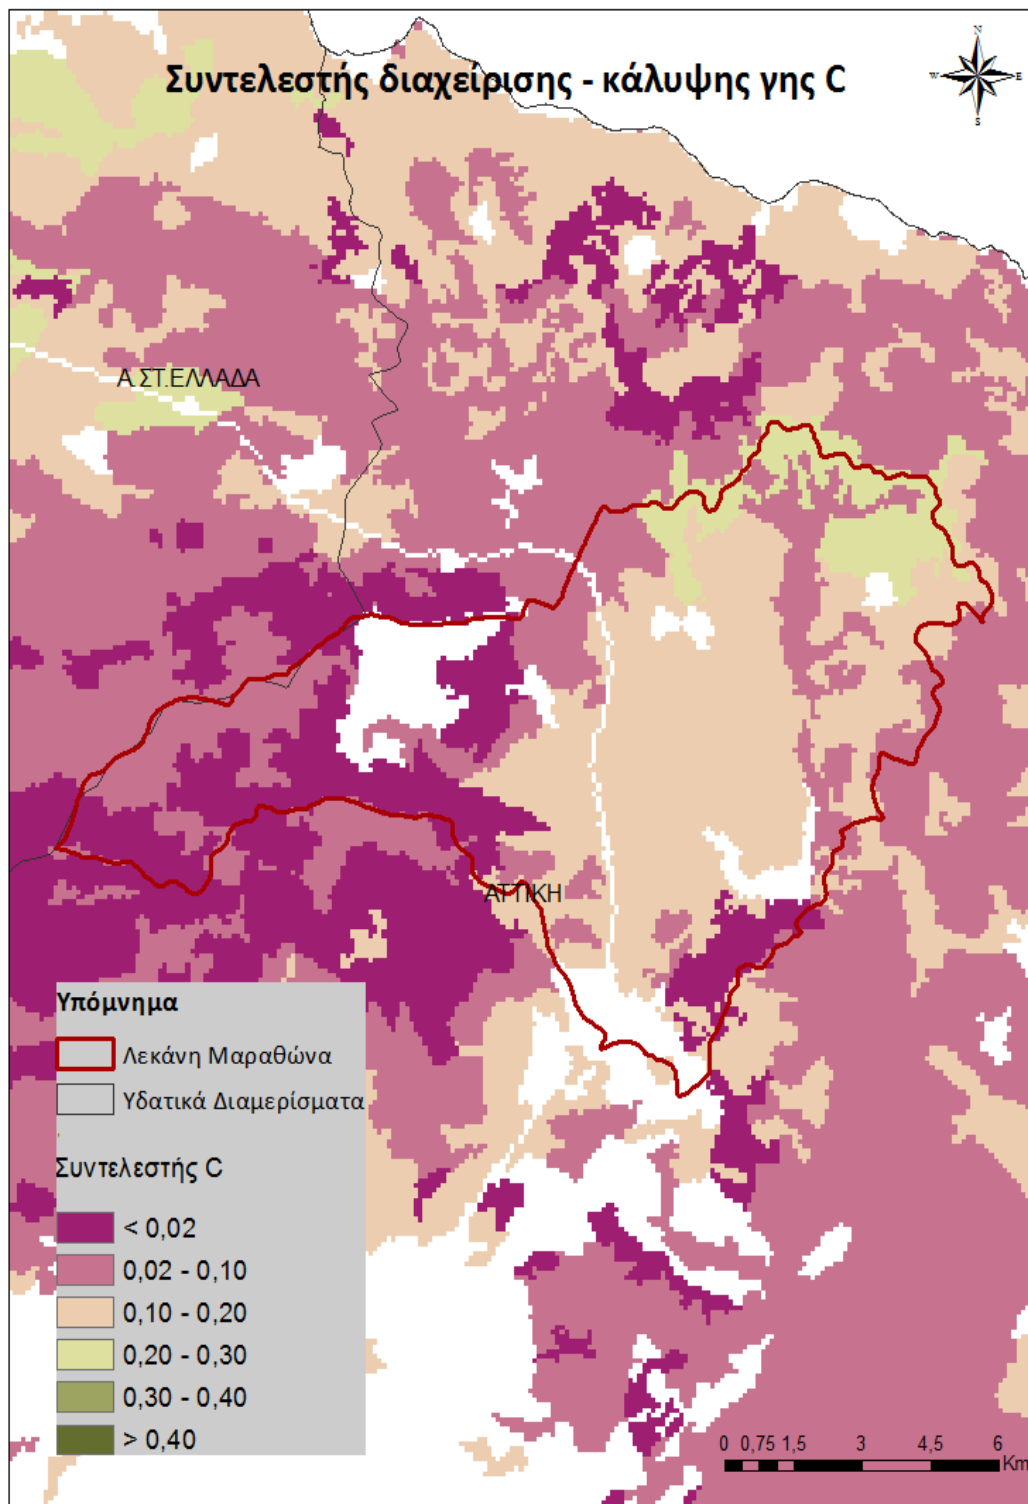 Συντελεστής διαχείρισης - κάλυψης γης C
N
W E
S
Α.ΣΤ.ΕΛΛΑΔΑ
ΑΤΤΙΚΗ
Υπόμνημα
Λεκάνη Μαραθώνα
Υδατικά Διαμερίσματα
Συντελεστής C
< 0,02
0,02 - 0,10
0,10 - 0,20
0,20 - 0,30
0,30 - 0,40
> 0,40
0 0,75 1,5 3 4,5 6
Km